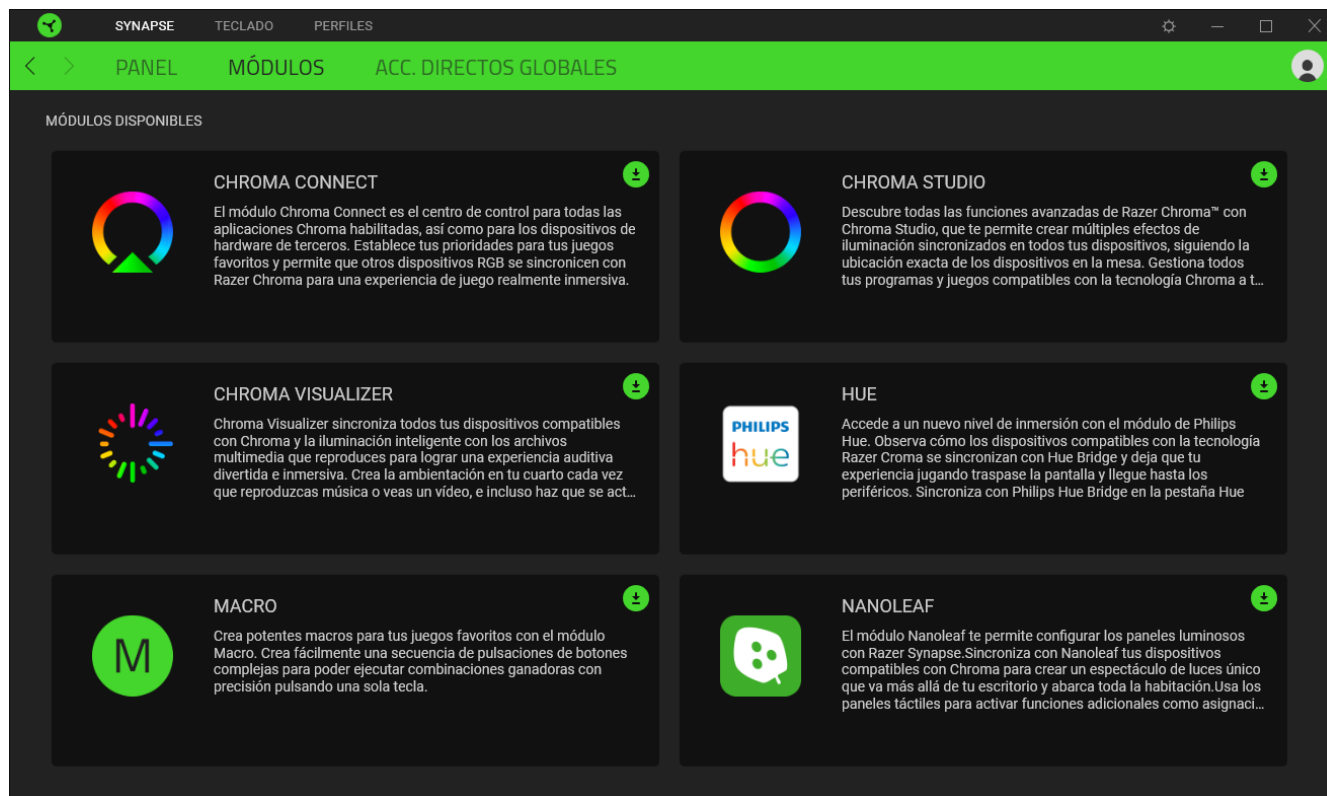 SYNAPSE TECLADO PERFILES
PANEL MÓDULOS ACC. DIRECTOS GLOBALES
MÓDULOS DISPONIBLES
CHROMA CONNECT
El módulo Chroma Connect es el centro de control para todas las
aplicaciones Chroma habilitadas, así como para los dispositivos de
hardware de terceros. Establece tus prioridades para tus juegos
favoritos y permite que otros dispositivos RGB se sincronicen con
Razer Chroma para una experiencia de juego realmente inmersiva.
CHROMA STUDIO
Descubre todas las funciones avanzadas de Razer Chroma™ con
Chroma Studio, que te permite crear múltiples efectos de
iluminación sincronizados en todos tus dispositivos, siguiendo la
ubicación exacta de los dispositivos en la mesa. Gestiona todos
tus programas y juegos compatibles con la tecnología Chroma a t...
CHROMA VISUALIZER
Chroma Visualizer sincroniza todos tus dispositivos compatibles
con Chroma y la iluminación inteligente con los archivos
multimedia que reproduces para lograr una experiencia auditiva
divertida e inmersiva. Crea la ambientación en tu cuarto cada vez
que reproduzcas música o veas un vídeo, e incluso haz que se act...
PHILIPS
hue
HUE
Accede a un nuevo nivel de inmersión con el módulo de Philips
Hue. Observa cómo los dispositivos compatibles con la tecnología
Razer Croma se sincronizan con Hue Bridge y deja que tu
experiencia jugando traspase la pantalla y llegue hasta los
periféricos. Sincroniza con Philips Hue Bridge en la pestaña Hue
M
MACRO
Crea potentes macros para tus juegos favoritos con el módulo
Macro. Crea fácilmente una secuencia de pulsaciones de botones
complejas para poder ejecutar combinaciones ganadoras con
precisión pulsando una sola tecla.
NANOLEAF
El módulo Nanoleaf te permite configurar los paneles luminosos
con Razer Synapse.Sincroniza con Nanoleaf tus dispositivos
compatibles con Chroma para crear un espectáculo de luces único
que va más allá de tu escritorio y abarca toda la habitación.Usa los
paneles táctiles para activar funciones adicionales como asignaci...